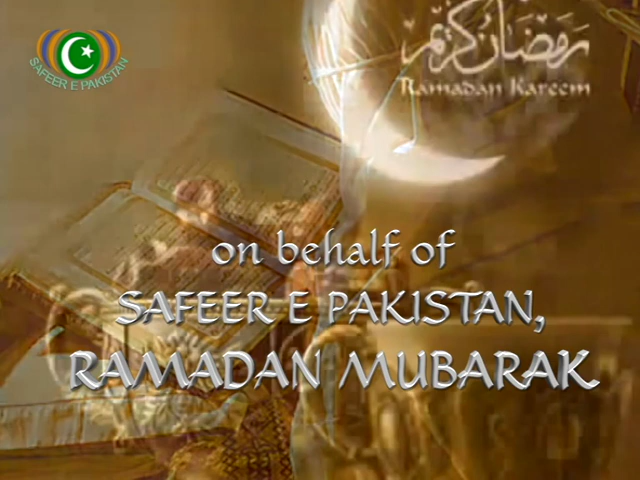 SAFEER E PAKISTAN
رمضان كريم
Ramadan Kareem
on behalf of
SAFEER E PAKISTAN,
RAMADAN MUBARAK